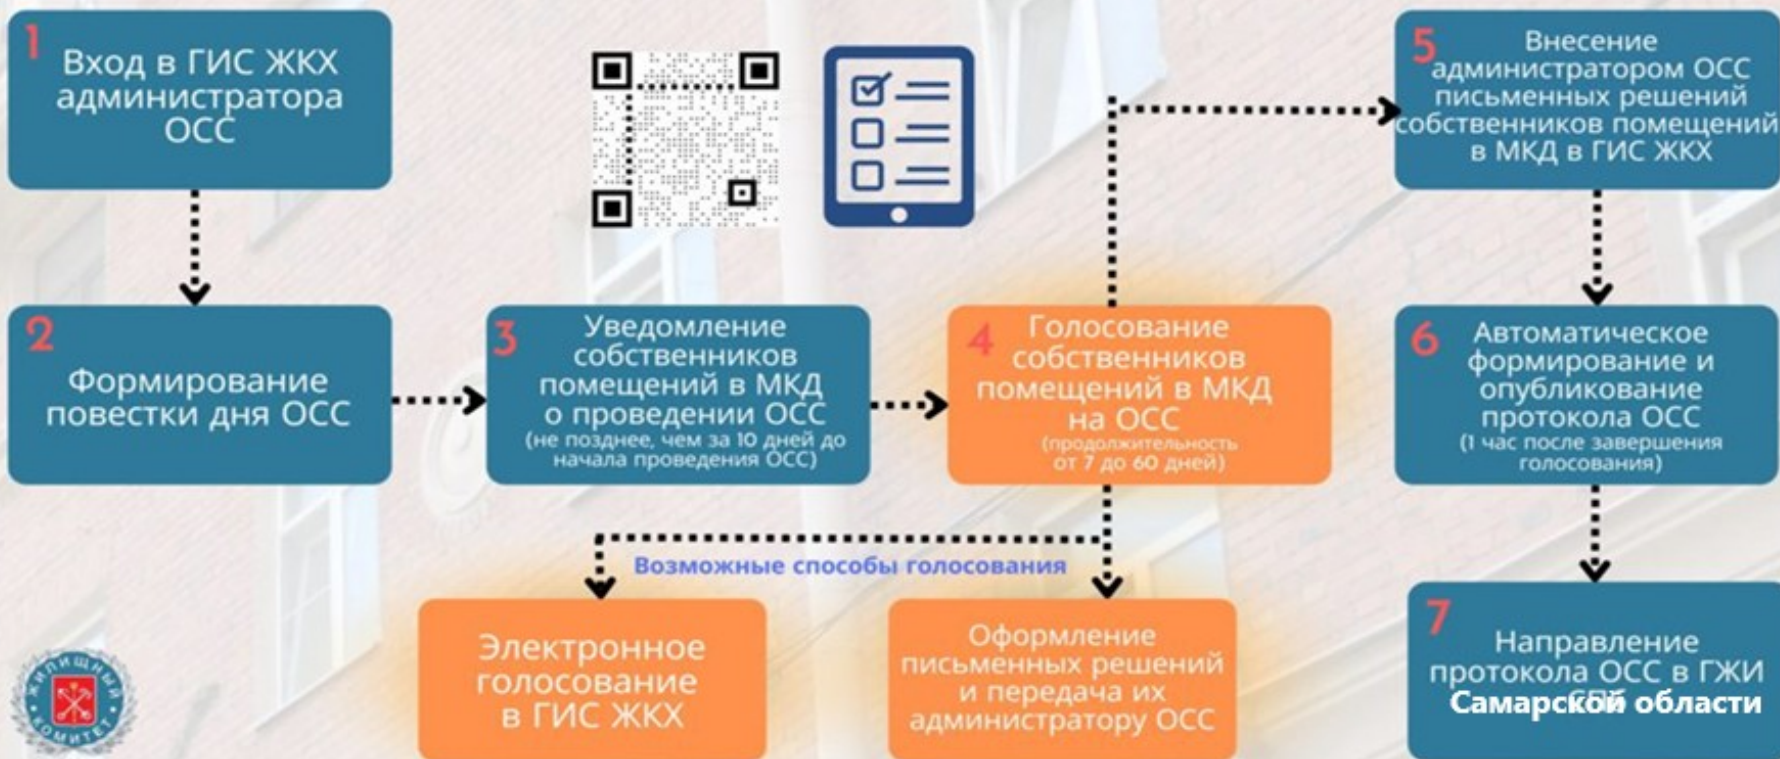 1
Вход в ГИС ЖКХ
администратора
ОСС
2
Формирование
повестки дня ОСС
3
Уведомление
собственников
помещений в МКД
о проведении ОСС
(не позднее, чем за 10 дней до
начала проведения ОСС)
4
Голосование
собственников
помещений в МКД
на ОСС
(продолжительность
от 7 до 60 дней)
Возможные способы голосования
Электронное
голосование
в ГИС ЖКХ
Оформление
письменных решений
и передача их
администратору ОСС
5
Внесение
администратором ОСС
письменных решений
собственников помещений
в МКД в ГИС ЖКХ
6
Автоматическое
формирование и
опубликование
протокола ОСС
(1 час после завершения
голосования)
7
Направление
протокола ОСС в ГЖИ
Самарской области
ЖИЛИЩНЫЙ
КОМИТЕТ